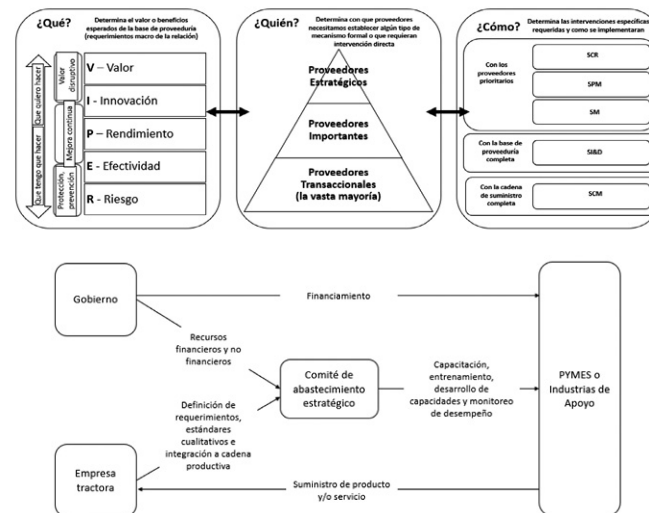 ¿Qué?
Determina el valor o beneficios
esperados de la base de proveeduría
(requerimientos macro de la relación)
Que quiero hacer
Que tengo que hacer
Valor
disruptivo
Mejora continua
Protección,
prevención
V – Valor
I - Innovación
P – Rendimiento
E - Efectividad
R - Riesgo
¿Quién?
Determina con que proveedores
necesitamos establecer algún tipo de
mecanismo formal o que requieran
intervención directa
Proveedores
Estratégicos
Proveedores
Importantes
Proveedores
Transaccionales
(la vasta mayoría)
¿Cómo?
Determina las intervenciones específicas
requeridas y como se implementaran
Con los
proveedores
prioritarios
SCR
SPM
SM
Con la base de
proveeduría
completa
SI&D
Con la cadena
de suministro
completa
SCM
Gobierno
Financiamiento
Recursos
financieros y no
financieros
Comité de
abastecimiento
estratégico
Capacitación,
entrenamiento,
desarrollo de
capacidades y monitoreo
de desempeño
PYMES o
Industrias de
Apoyo
Definición de
requerimientos,
estándares
cualitativos e
integración a cadena
productiva
Empresa
tractora
Suministro de producto
y/o servicio